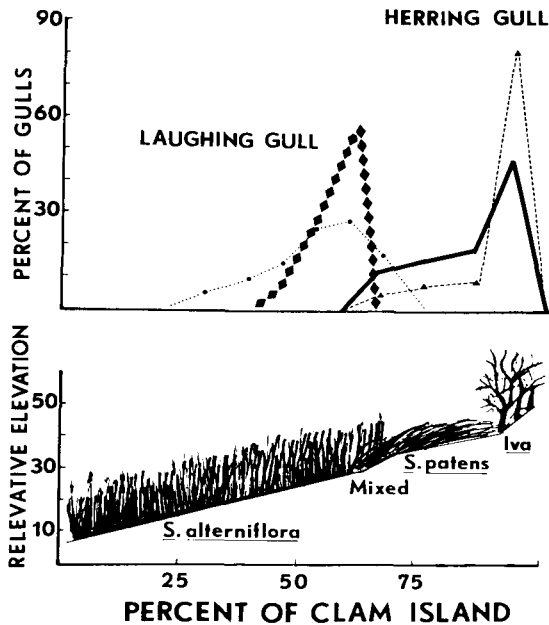 HERRING GULL
LAUGHING GULL
90
60
30
PERCENT OF GULLS
RELEVATIVE ELEVATION
50
30
10
Iva
S. patens
Mixed
S. alterniflora
25
50
75
PERCENT OF CLAM ISLAND